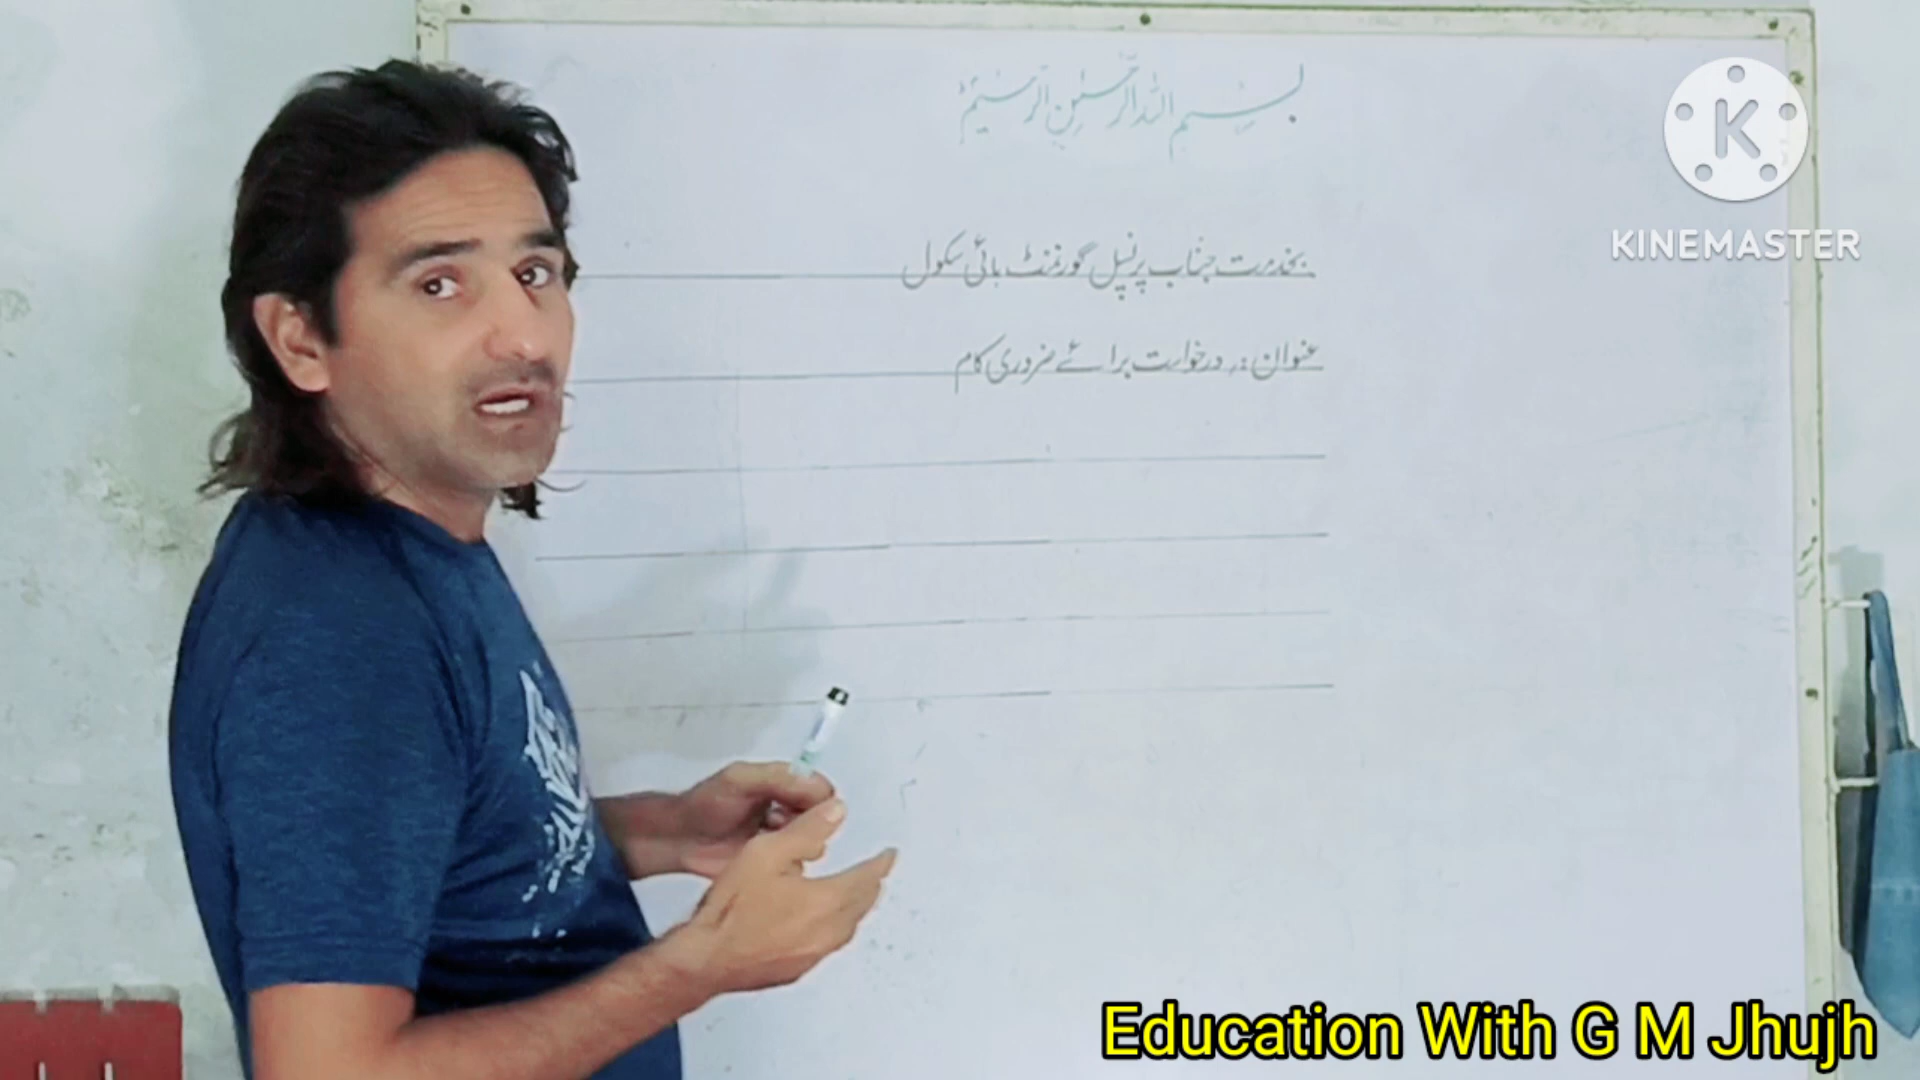 بسم اللہ الرحمٰن الرحیم
بخدمت جناب پرنسپل گورنمنٹ ہائی سکول
عنوان:۔ درخواست برائے ضروری کام
K
KINEMASTER
Education With G M Jhujh